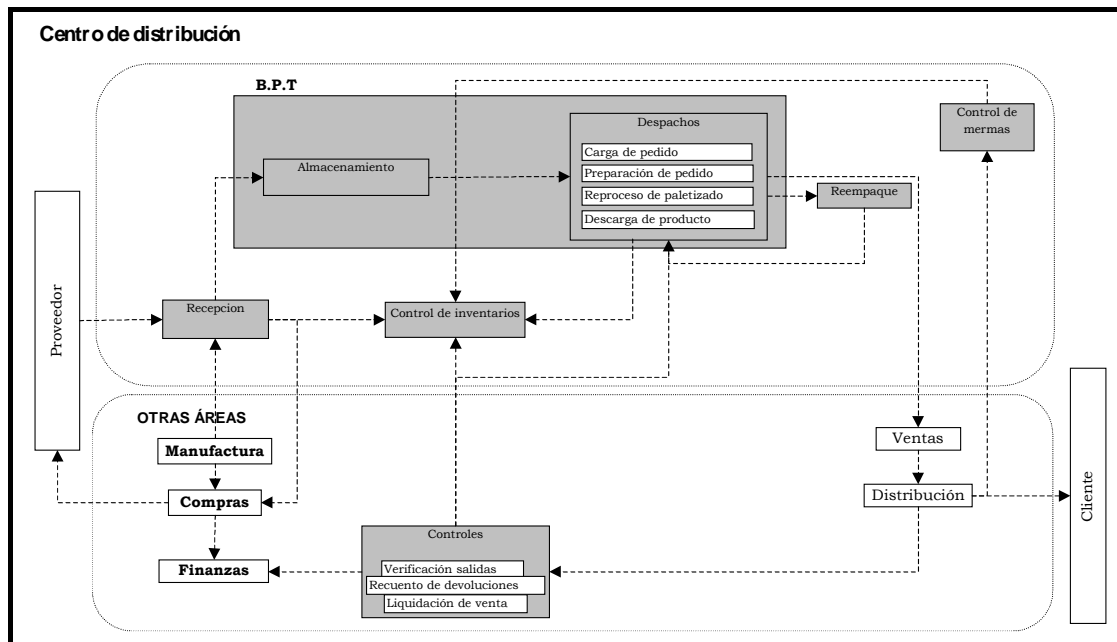 Centro de distribución
B.P.T
Despachos
Control de
mermas
Carga de pedido
Almacenamiento
Preparación de pedido
Reproceso de paletizado
Reempaque
Descarga de producto
Proveedor
Recepcion
Control de inventarios
OTRAS ÁREAS
Manufactura
Ventas
Compras
Distribución
Cliente
Controles
Finanzas
Verificación salidas
Recuento de devoluciones
Liquidación de venta